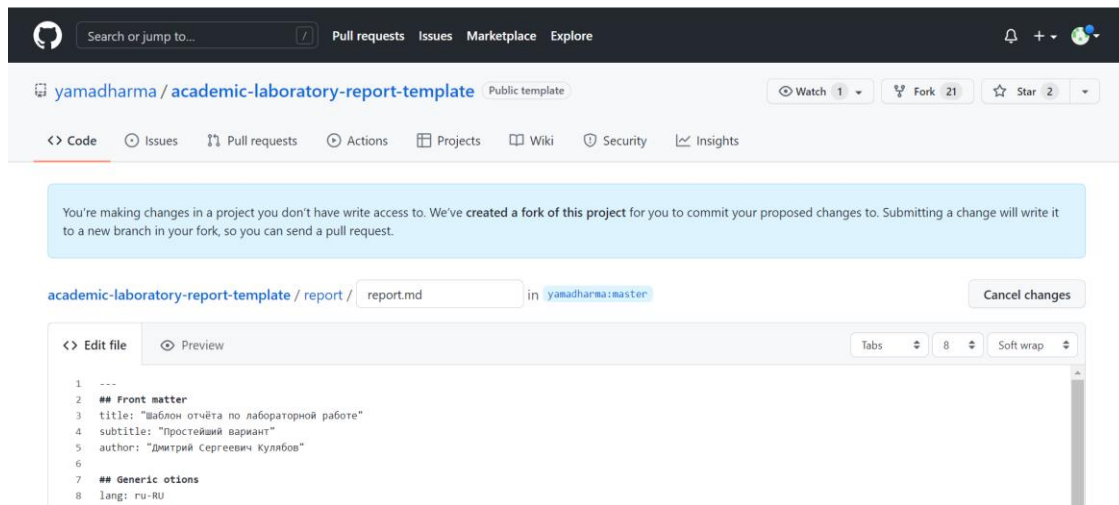 Search or jump to... / Pull requests Issues Marketplace Explore
yamadharma / academic-laboratory-report-template Public template Watch 1 Fork 21 Star 2
<> Code Issues Pull requests Actions Projects Wiki Security Insights
You're making changes in a project you don't have write access to. We've created a fork of this project for you to commit your proposed changes to. Submitting a change will write it
to a new branch in your fork, so you can send a pull request.
academic-laboratory-report-template / report / report.md in yamadharma:master Cancel changes
<> Edit file Preview Tabs 8 Soft wrap
1 ---
2 ## Front matter
3 title: "Шаблон отчёта по лабораторной работе"
4 subtitle: "Простейший вариант"
5 author: "Дмитрий Сергеевич Кулябов"
6
7 ## Generic otions
8 lang: ru-RU